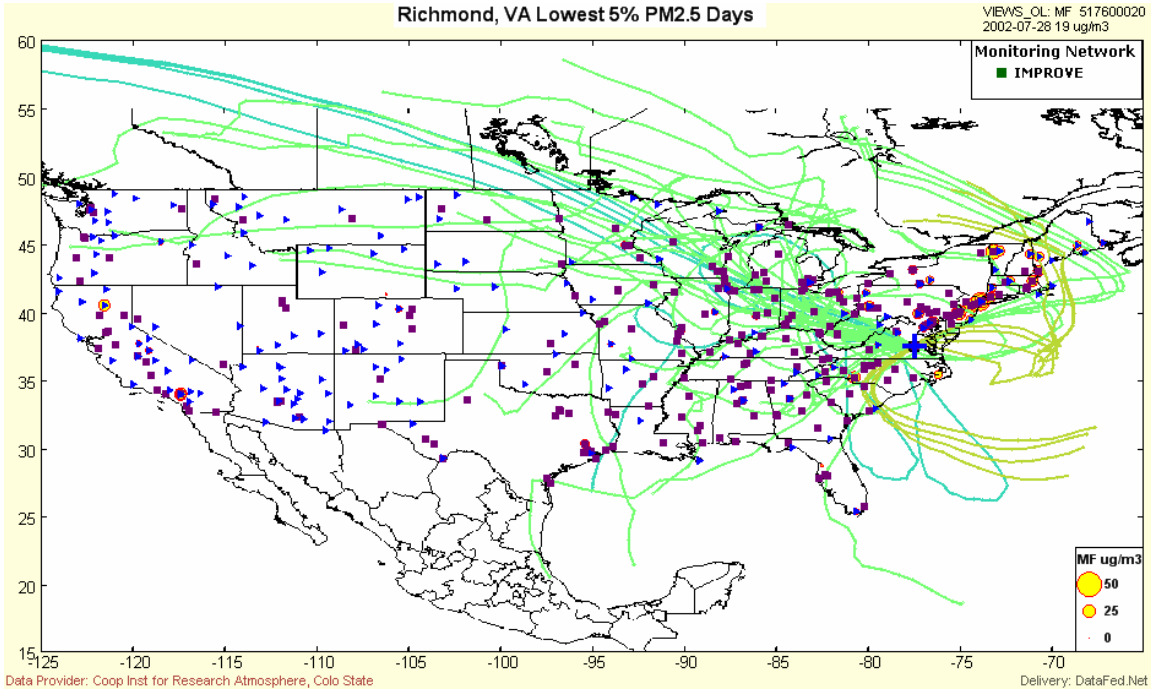 Richmond, VA Lowest 5% PM2.5 Days
VIEWS_OL: MF 517600020
2002-07-28 19 ug/m3
Monitoring Network
IMPROVE
60
55
50
45
40
35
30
25
20
15
MF ug/m3
50
25
0
-125 -120 -115 -110 -105 -100 -95 -90 -85 -80 -75 -70
Data Provider: Coop Inst for Research Atmosphere, Colo State
Delivery: DataFed.Net